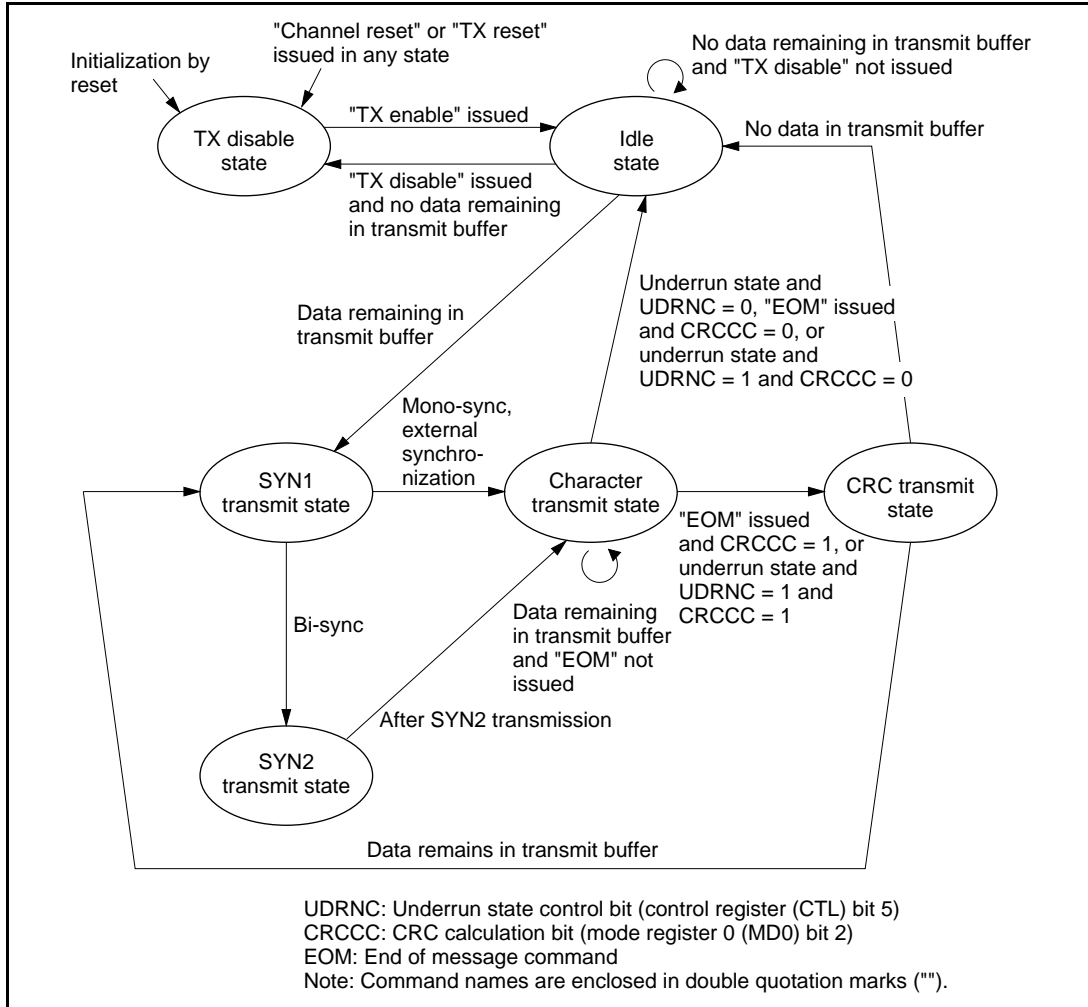 "Channel reset" or "TX reset"
issued in any state
Initialization by
reset
No data remaining in transmit buffer
and "TX disable" not issued
"TX enable" issued
No data in transmit buffer
TX disable
state
Idle
state
"TX disable" issued
and no data remaining
in transmit buffer
Data remaining in
transmit buffer
Underrun state and
UDRNC = 0, "EOM" issued
and CRCCC = 0, or
underrun state and
UDRNC = 1 and CRCCC = 0
Mono-sync,
external
synchro-
nization
SYN1
transmit state
Character
transmit state
CRC transmit
state
"EOM" issued
and CRCCC = 1, or
underrun state and
UDRNC = 1 and
CRCCC = 1
Bi-sync
Data remaining
in transmit buffer
and "EOM" not
issued
After SYN2 transmission
SYN2
transmit state
Data remains in transmit buffer
UDRNC: Underrun state control bit (control register (CTL) bit 5)
CRCCC: CRC calculation bit (mode register 0 (MD0) bit 2)
EOM: End of message command
Note: Command names are enclosed in double quotation marks ("").